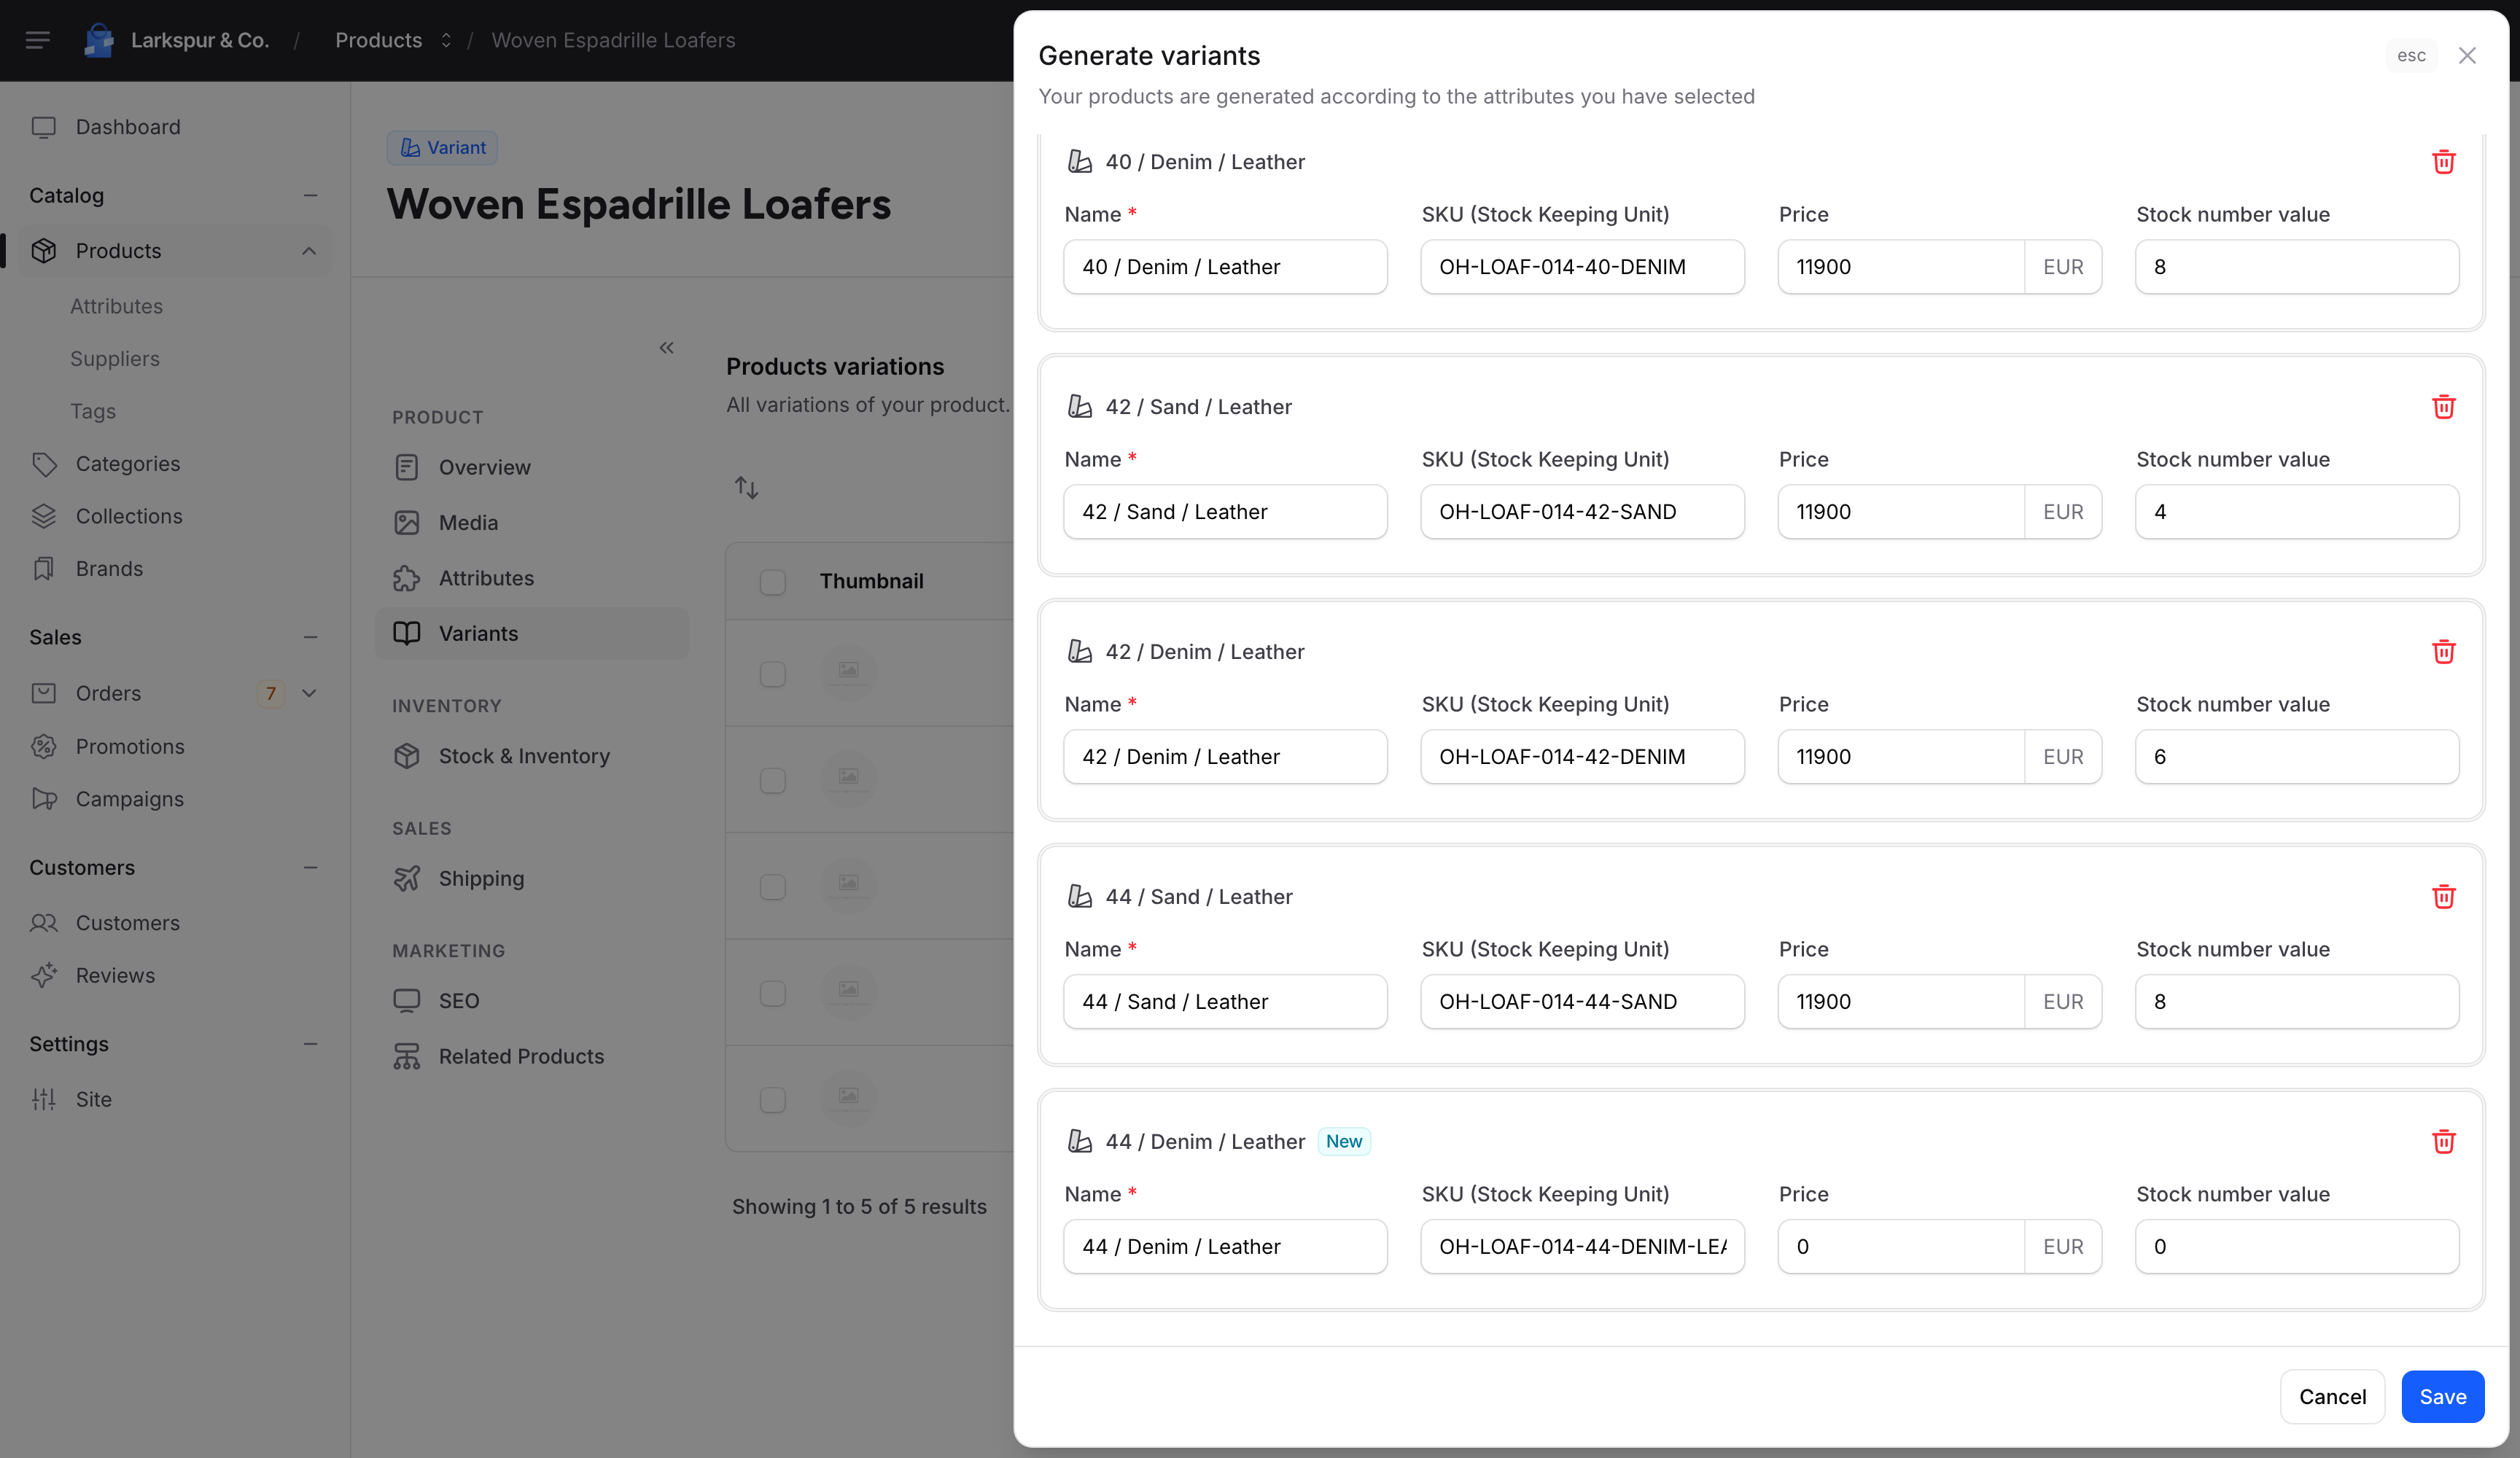 Larkspur & Co. / Products / Woven Espadrille Loafers
Dashboard
Catalog
Products
Attributes
Suppliers
Tags
Categories
Collections
Brands
Sales
Orders 7
Promotions
Campaigns
Customers
Customers
Reviews
Settings
Site
Variant
Woven Espadrille Loafers
PRODUCT
Overview
Media
Attributes
Variants
INVENTORY
Stock & Inventory
SALES
Shipping
MARKETING
SEO
Related Products
Products variations
All variations of your product.
Thumbnail
Showing 1 to 5 of 5 results
Generate variants
esc
Your products are generated according to the attributes you have selected
40 / Denim / Leather
Name * SKU (Stock Keeping Unit) Price Stock number value
40 / Denim / Leather OH-LOAF-014-40-DENIM 11900 EUR 8
42 / Sand / Leather
Name * SKU (Stock Keeping Unit) Price Stock number value
42 / Sand / Leather OH-LOAF-014-42-SAND 11900 EUR 4
42 / Denim / Leather
Name * SKU (Stock Keeping Unit) Price Stock number value
42 / Denim / Leather OH-LOAF-014-42-DENIM 11900 EUR 6
44 / Sand / Leather
Name * SKU (Stock Keeping Unit) Price Stock number value
44 / Sand / Leather OH-LOAF-014-44-SAND 11900 EUR 8
44 / Denim / Leather New
Name * SKU (Stock Keeping Unit) Price Stock number value
44 / Denim / Leather OH-LOAF-014-44-DENIM-LEA 0 EUR 0
Cancel Save